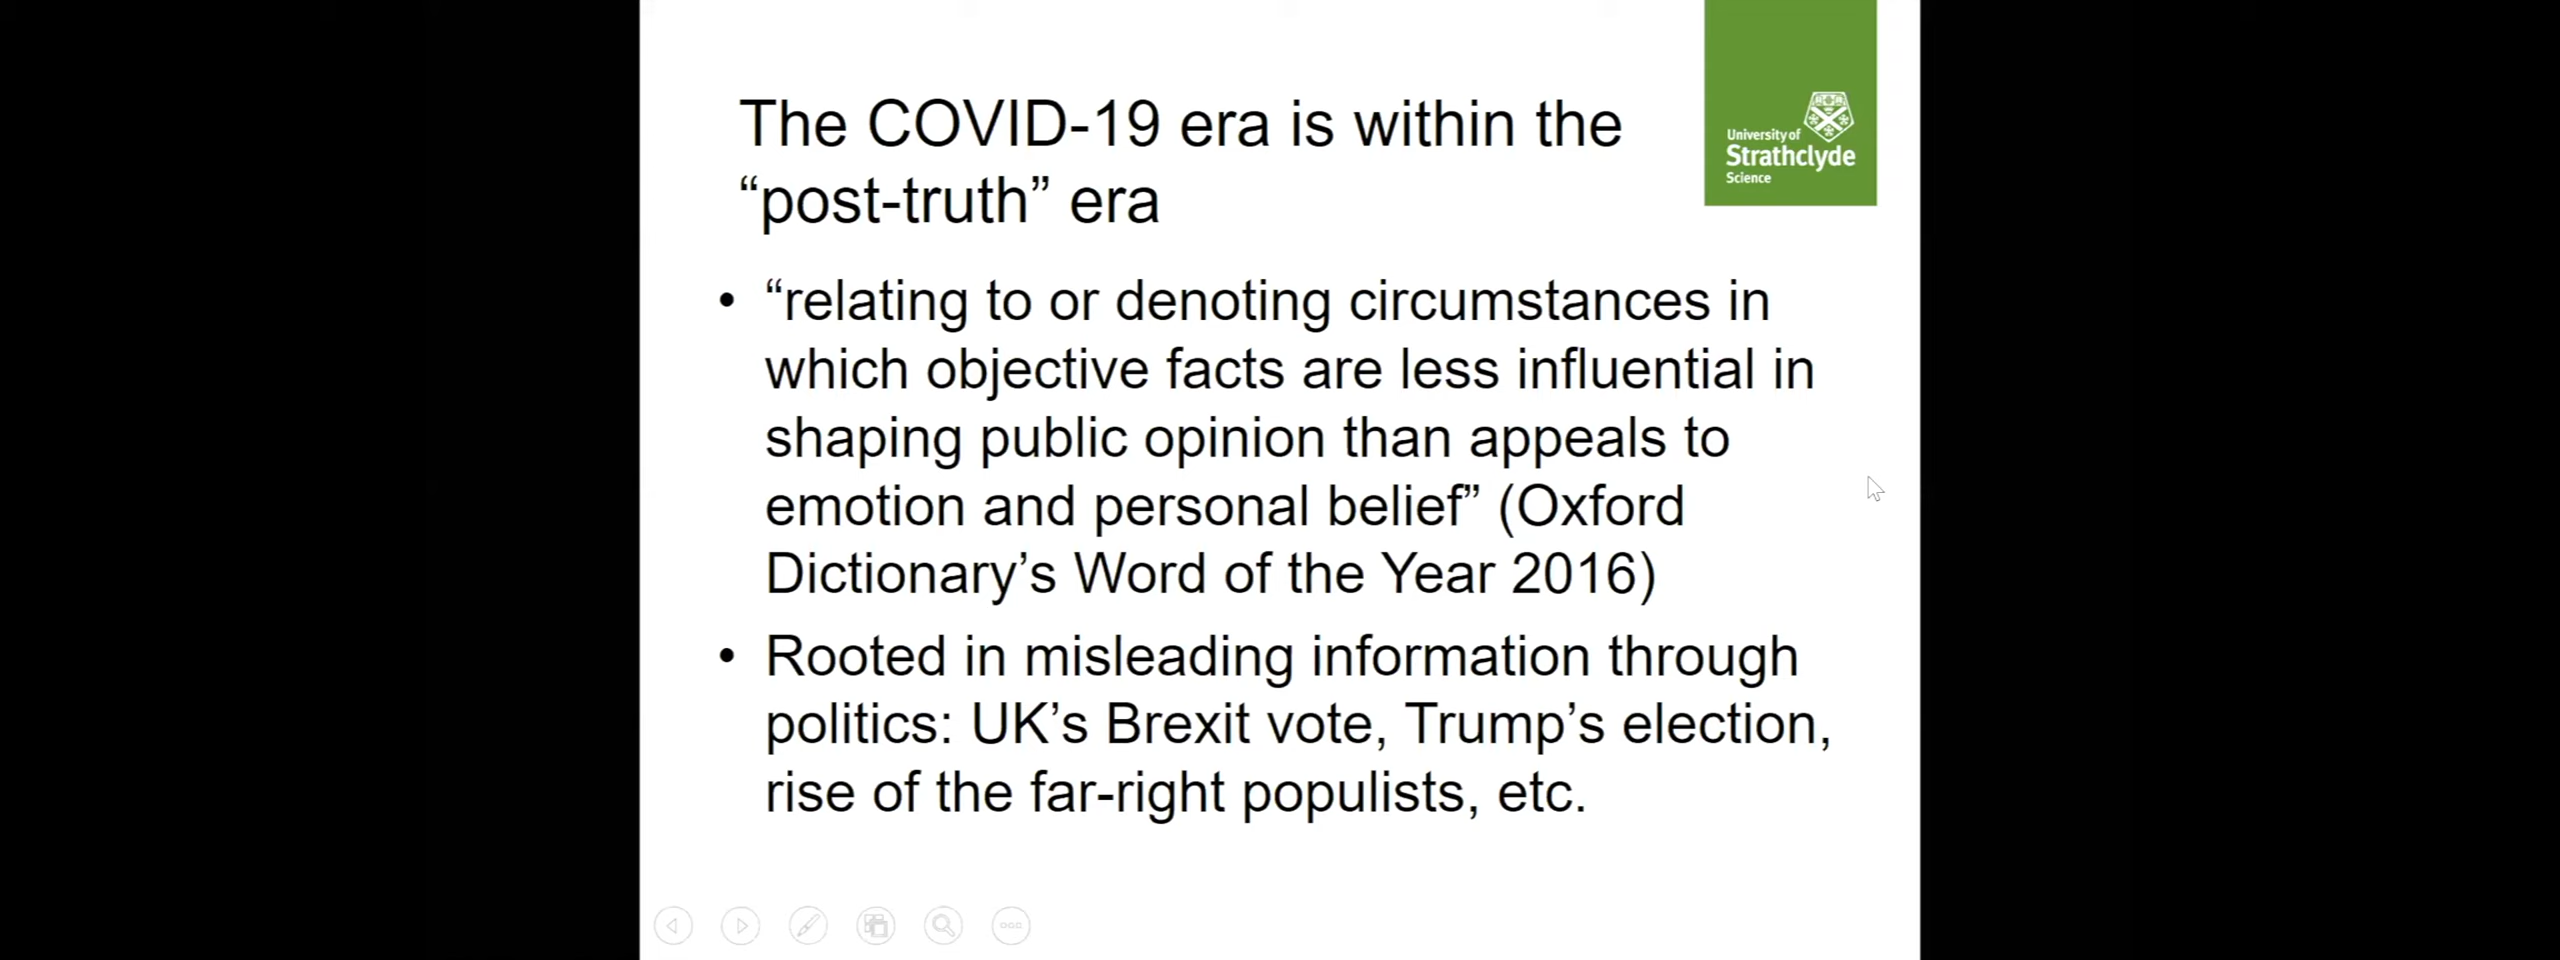 The COVID-19 era is within the
“post-truth” era
University of
Strathclyde
Science
• “relating to or denoting circumstances in
which objective facts are less influential in
shaping public opinion than appeals to
emotion and personal belief” (Oxford
Dictionary’s Word of the Year 2016)
• Rooted in misleading information through
politics: UK’s Brexit vote, Trump’s election,
rise of the far-right populists, etc.